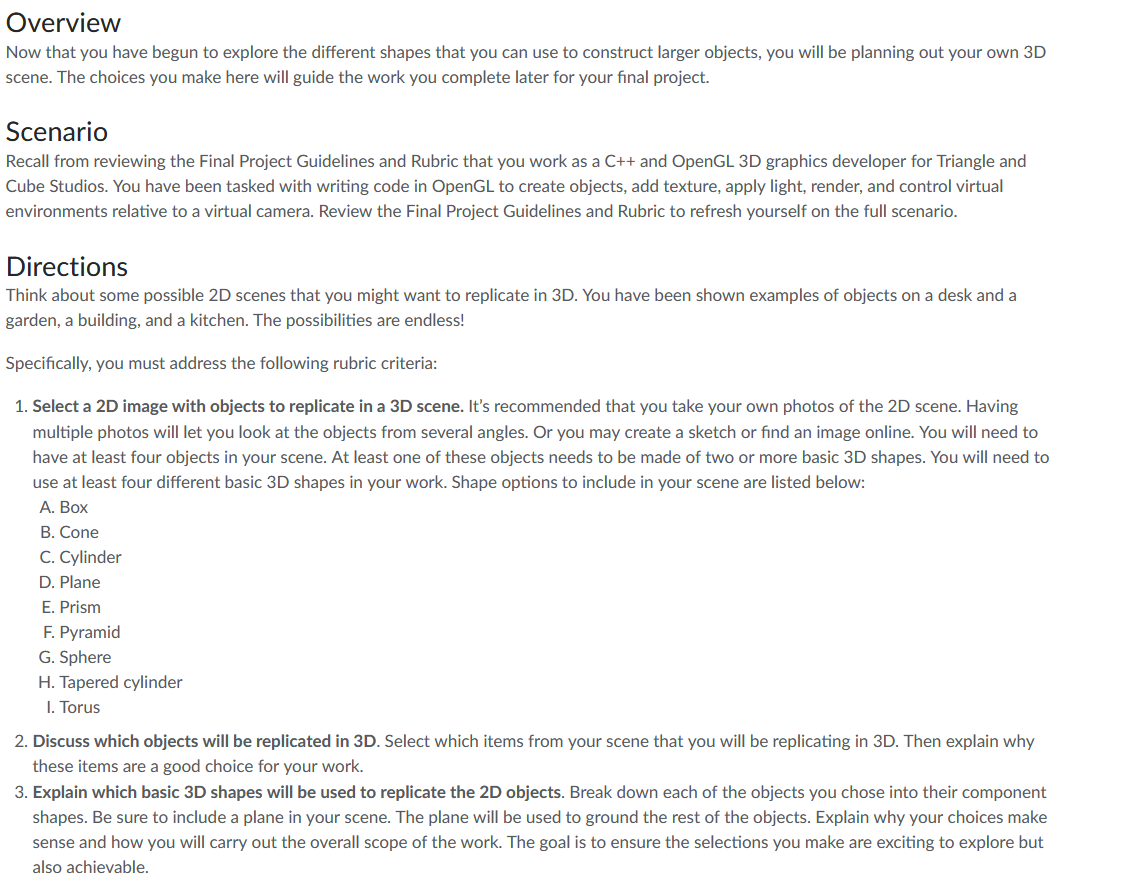 Overview
Now that you have begun to explore the different shapes that you can use to construct larger objects, you will be planning out your own 3D
scene. The choices you make here will guide the work you complete later for your final project.
Scenario
Recall from reviewing the Final Project Guidelines and Rubric that you work as a C++ and OpenGL 3D graphics developer for Triangle and
Cube Studios. You have been tasked with writing code in OpenGL to create objects, add texture, apply light, render, and control virtual
environments relative to a virtual camera. Review the Final Project Guidelines and Rubric to refresh yourself on the full scenario.
Directions
Think about some possible 2D scenes that you might want to replicate in 3D. You have been shown examples of objects on a desk and a
garden, a building, and a kitchen. The possibilities are endless!
Specifically, you must address the following rubric criteria:
1. Select a 2D image with objects to replicate in a 3D scene. It's recommended that you take your own photos of the 2D scene. Having
multiple photos will let you look at the objects from several angles. Or you may create a sketch or find an image online. You will need to
have at least four objects in your scene. At least one of these objects needs to be made of two or more basic 3D shapes. You will need to
use at least four different basic 3D shapes in your work. Shape options to include in your scene are listed below:
A. Box
B. Cone
C. Cylinder
D. Plane
E. Prism
F. Pyramid
G. Sphere
H. Tapered cylinder
I. Torus
2. Discuss which objects will be replicated in 3D. Select which items from your scene that you will be replicating in 3D. Then explain why
these items are a good choice for your work.
3. Explain which basic 3D shapes will be used to replicate the 2D objects. Break down each of the objects you chose into their component
shapes. Be sure to include a plane in your scene. The plane will be used to ground the rest of the objects. Explain why your choices make
sense and how you will carry out the overall scope of the work. The goal is to ensure the selections you make are exciting to explore but
also achievable.